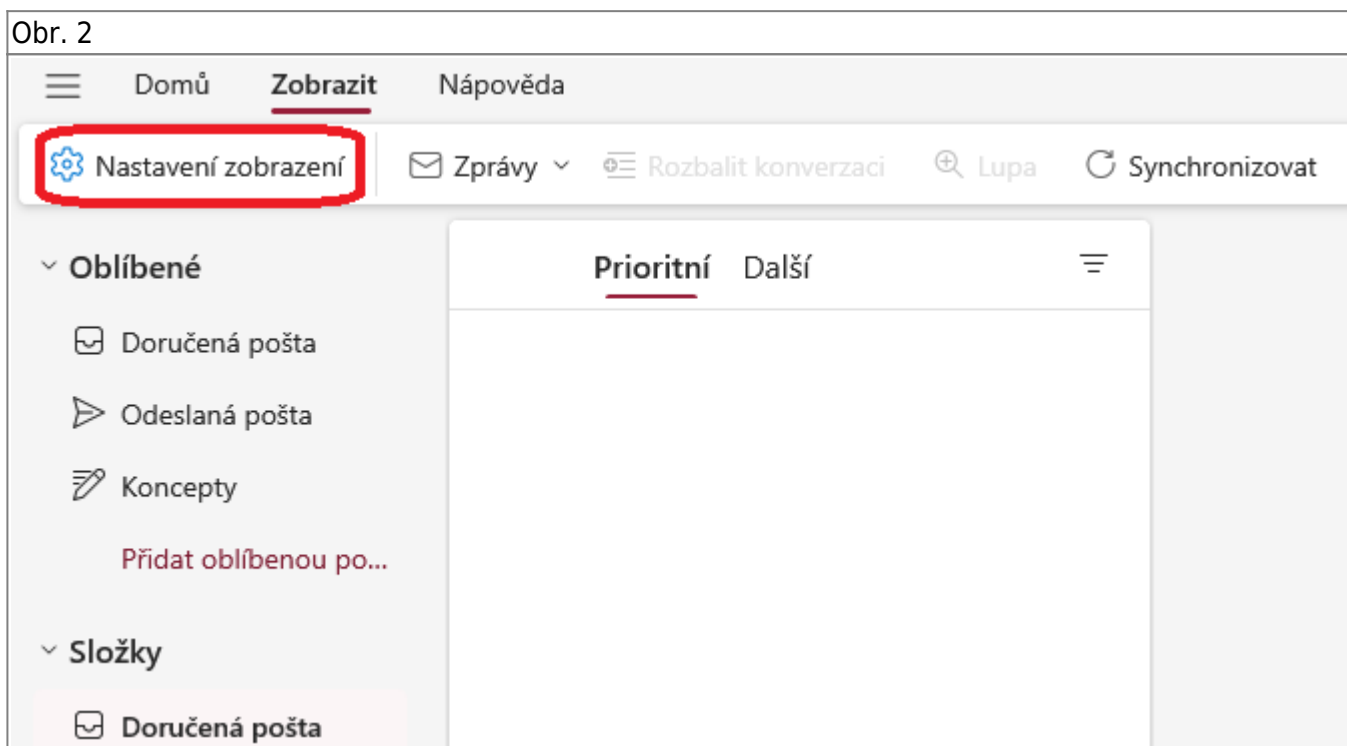 Obr. 2
Domů Zobrazit Nápověda
Nastavení zobrazení Zprávy Rozbalit konverzaci Lupa Synchronizovat
Oblíbené
Prioritní Další
Doručená pošta
Odeslaná pošta
Koncepty
Přidat oblíbenou po...
Složky
Doručená pošta